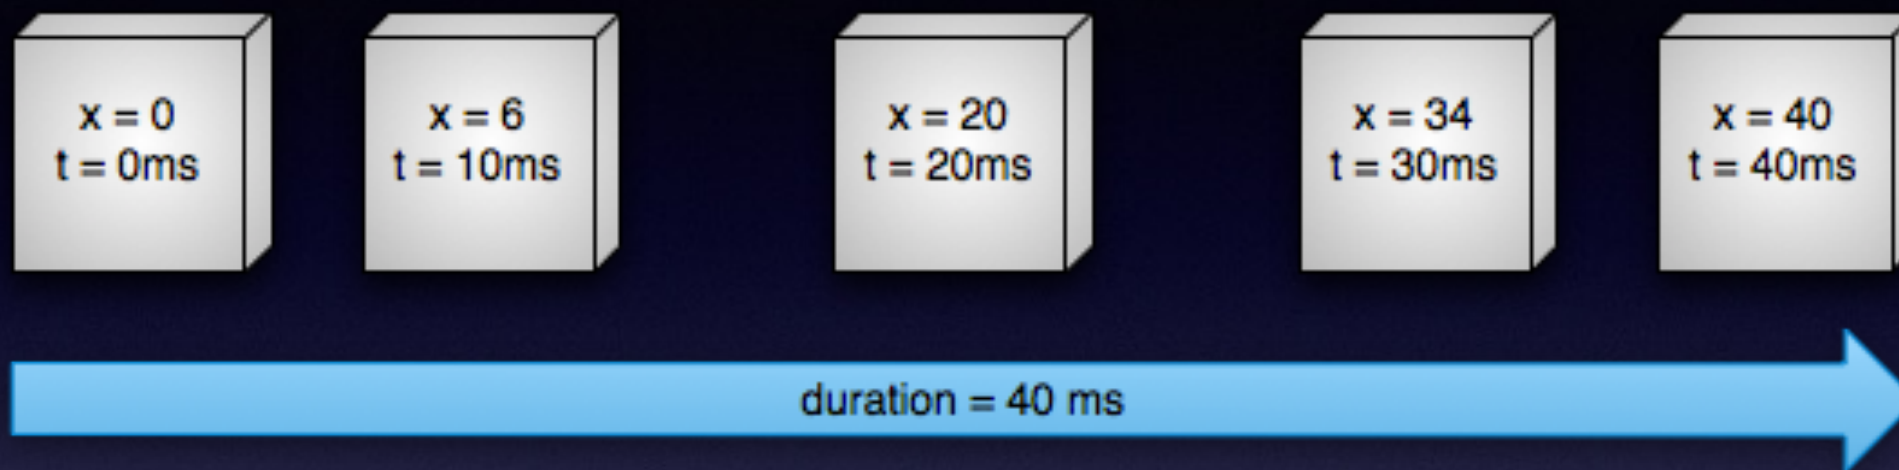 x = 0
t = 0ms
x = 6
t = 10ms
x = 20
t = 20ms
x = 34
t = 30ms
x = 40
t = 40ms
duration = 40 ms